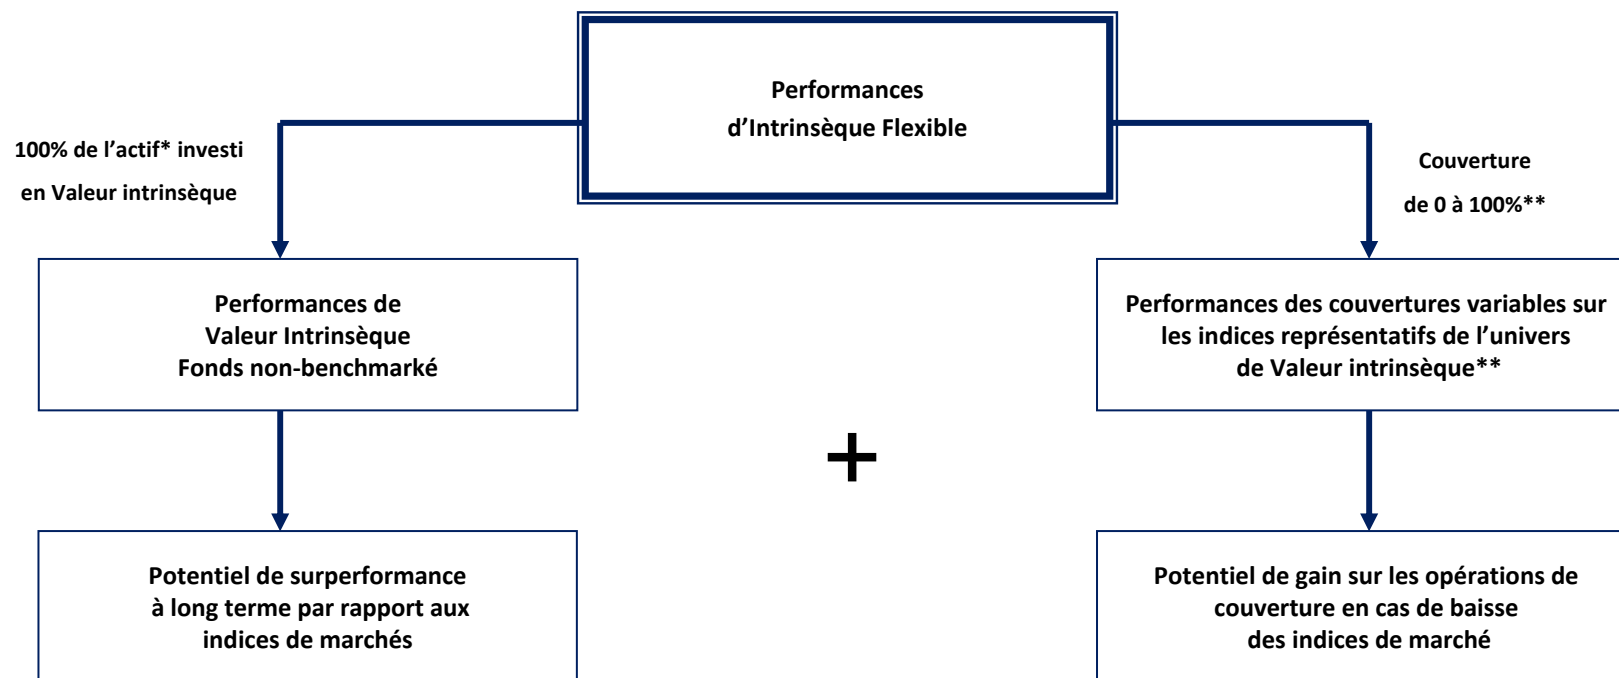 Performances
d’Intrinsèque Flexible
100% de l’actif* investi
en Valeur intrinsèque
Couverture
de 0 à 100%**
Performances de
Valeur Intrinsèque
Fonds non-benchmarké
Performances des couvertures variables sur
les indices représentatifs de l’univers
de Valeur intrinsèque**
+
Potentiel de surperformance
à long terme par rapport aux
indices de marchés
Potentiel de gain sur les opérations de
couverture en cas de baisse
des indices de marché